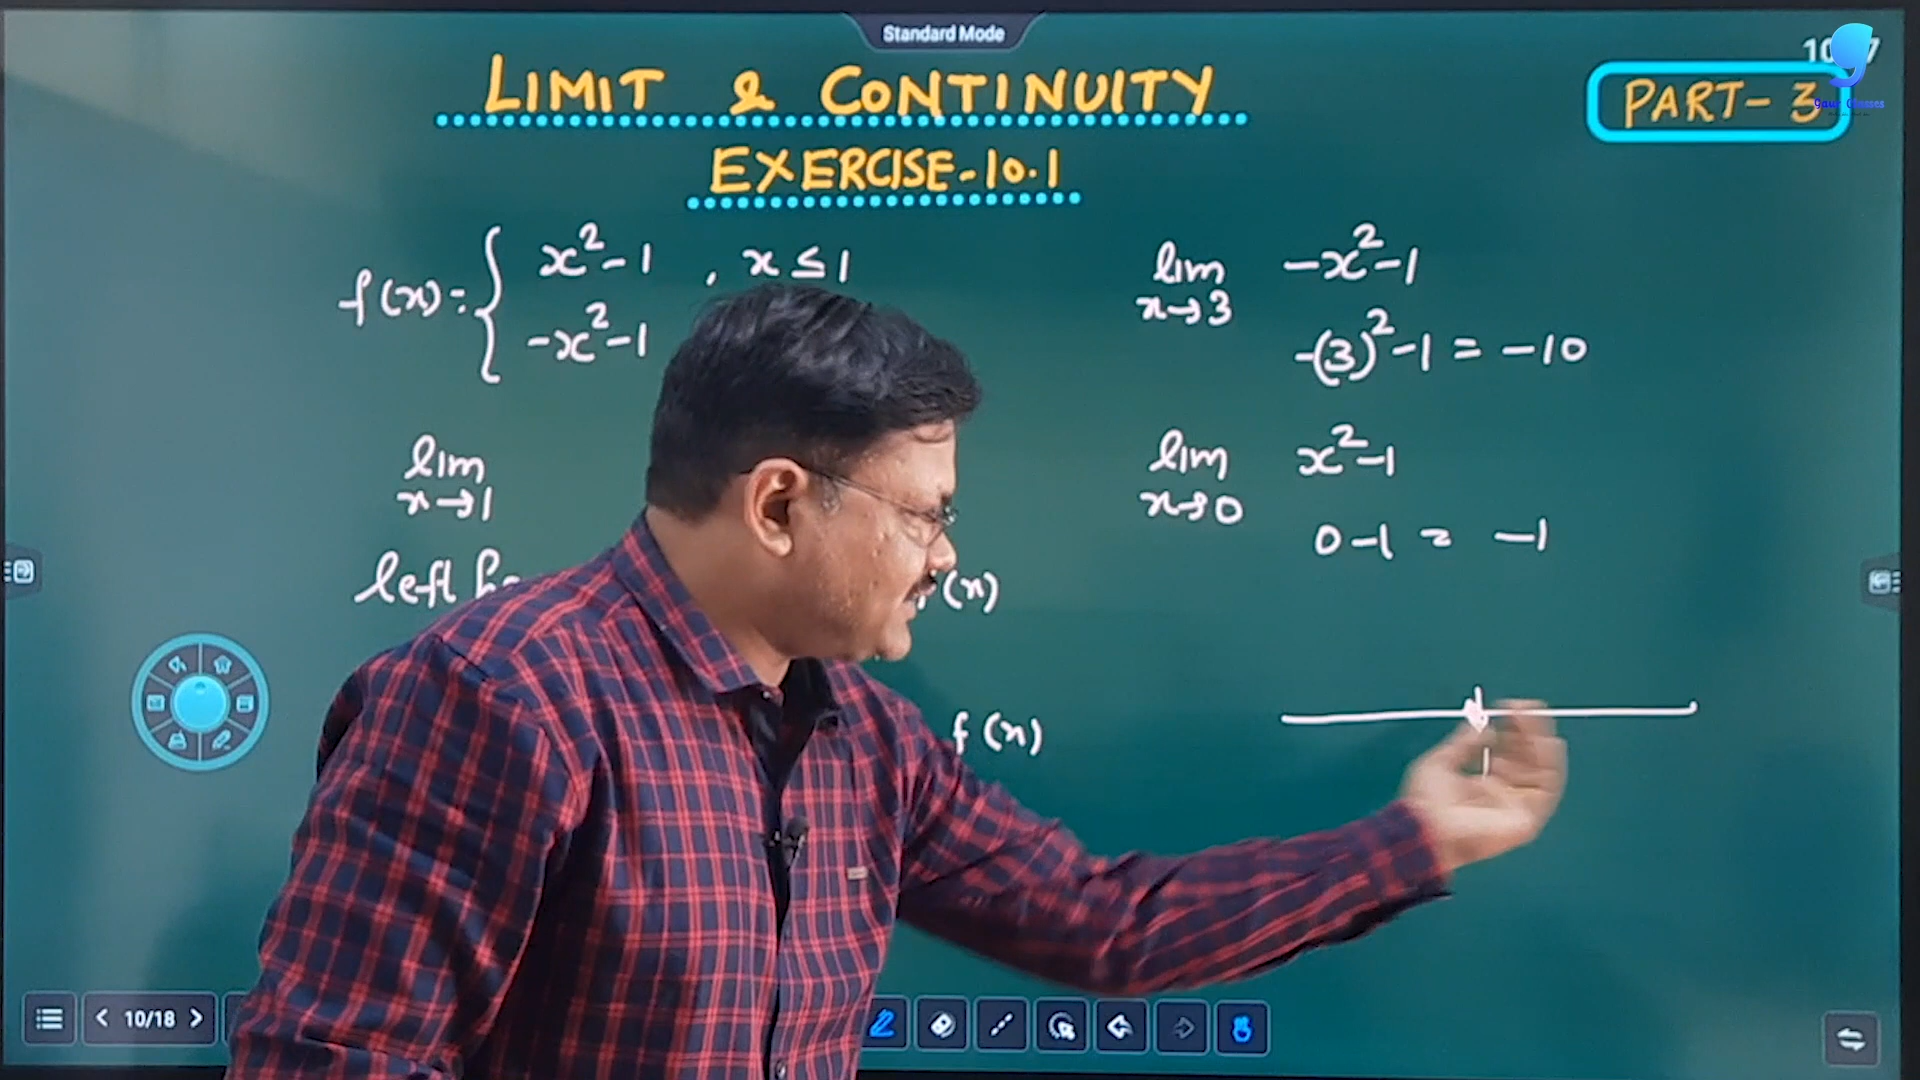 Standard Mode
LIMIT & CONTINUITY
PART-3
EXERCISE-10.1
f(x)= { x²-1 , x ≤ 1
-x²-1
lim x→3 -x²-1
-(3)²-1 = -10
lim x→1
lim x→0 x²-1
0-1 = -1
left
f(x)
f(x)
1
10/18